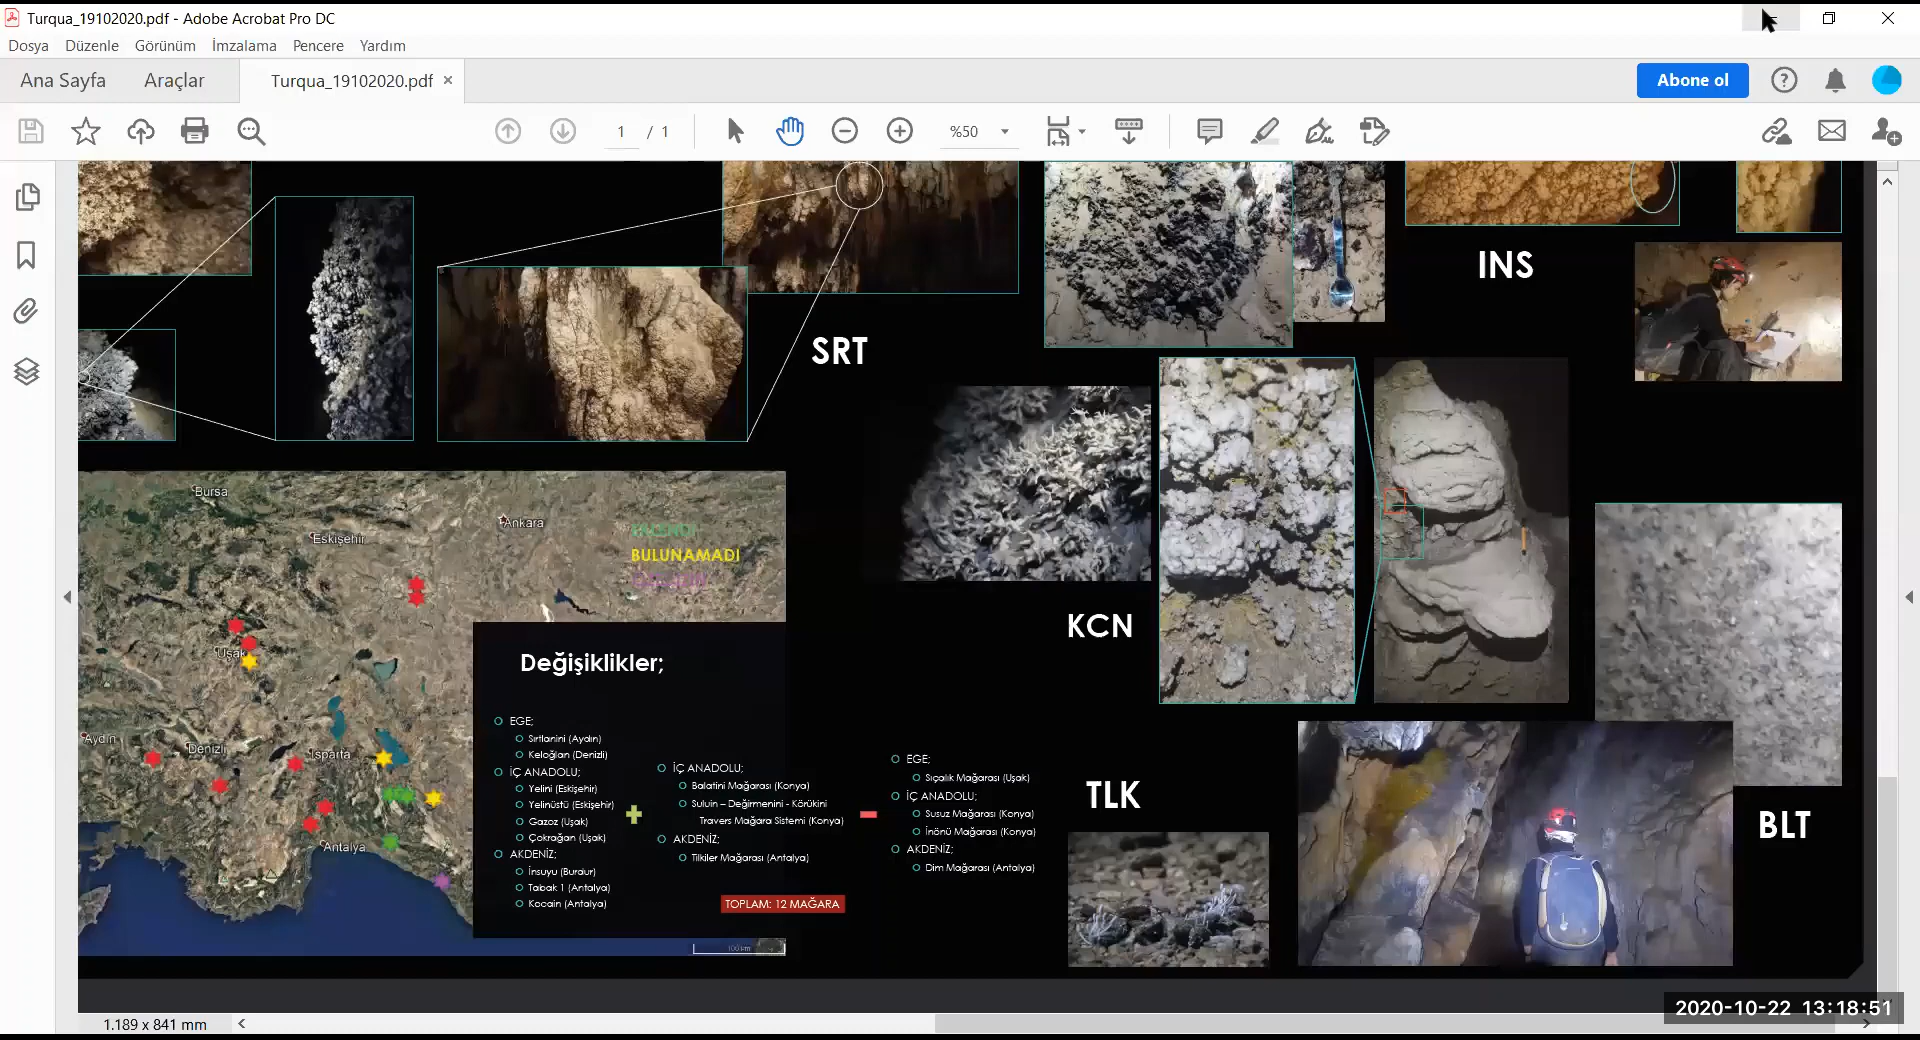 Turqua_19102020.pdf - Adobe Acrobat Pro DC
Dosya Düzenle Görünüm İmzalama Pencere Yardım
Ana Sayfa Araçlar Turqua_19102020.pdf × Abone ol
1 / 1 %50
INS
SRT
KCN
TLK
BLT
Bursa
Ankara
Eskişehir
BULUNAMADI
Uşak
Aydın
Denizli
Isparta
Antalya
Değişiklikler;
EGE;
Sırtlanini (Aydın)
Keloğlan (Denizli)
İÇ ANADOLU;
Yelini (Eskişehir)
Yelinüstü (Eskişehir)
Gazoz (Uşak)
Çokrağan (Uşak)
AKDENİZ;
İnsuyu (Burdur)
Tabak 1 (Antalya)
Kocain (Antalya)
İÇ ANADOLU;
Balatini Mağarası (Konya)
Suluin – Değirmenini - Körükini
Travers Mağara Sistemi (Konya)
AKDENİZ;
Tilkiler Mağarası (Antalya)
TOPLAM: 12 MAĞARA
EGE;
Sıçalık Mağarası (Uşak)
İÇ ANADOLU;
Susuz Mağarası (Konya)
İnönü Mağarası (Konya)
AKDENİZ;
Dim Mağarası (Antalya)
100 km
2020-10-22 13:18:51
1.189 x 841 mm